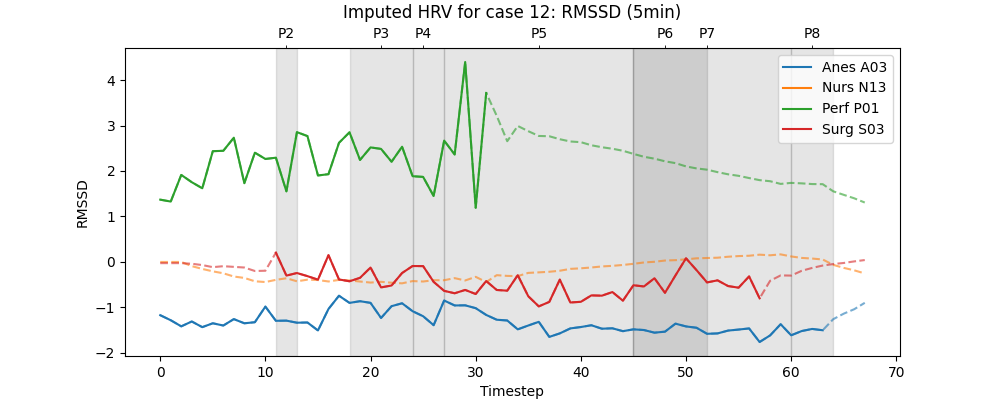 Imputed HRV for case 12: RMSSD (5min)
P2 P3 P4 P5 P6 P7 P8
Anes A03
Nurs N13
Perf P01
Surg S03
4
3
2
1
0
−1
−2
RMSSD
0 10 20 30 40 50 60 70
Timestep